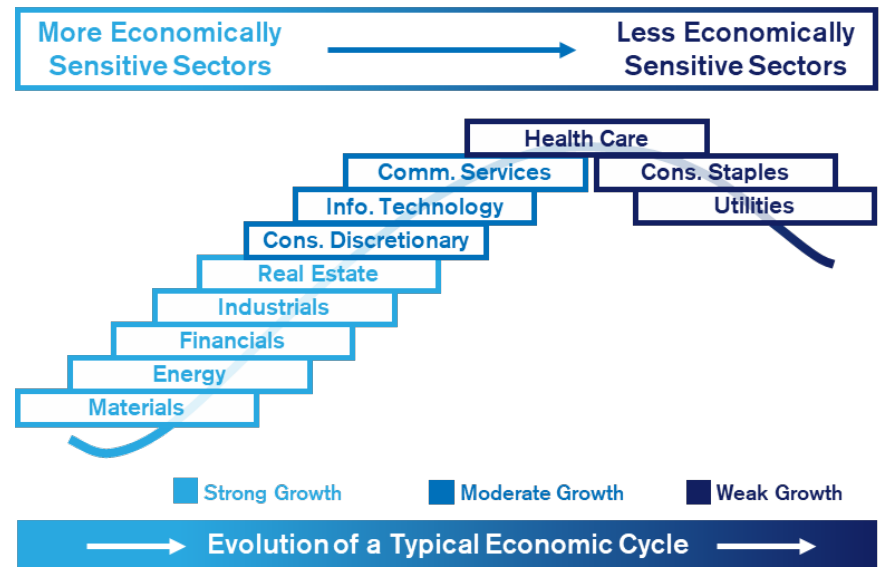 More Economically
Sensitive Sectors
Less Economically
Sensitive Sectors
Health Care
Comm. Services
Cons. Staples
Info. Technology
Utilities
Cons. Discretionary
Real Estate
Industrials
Financials
Energy
Materials
Strong Growth
Moderate Growth
Weak Growth
Evolution of a Typical Economic Cycle